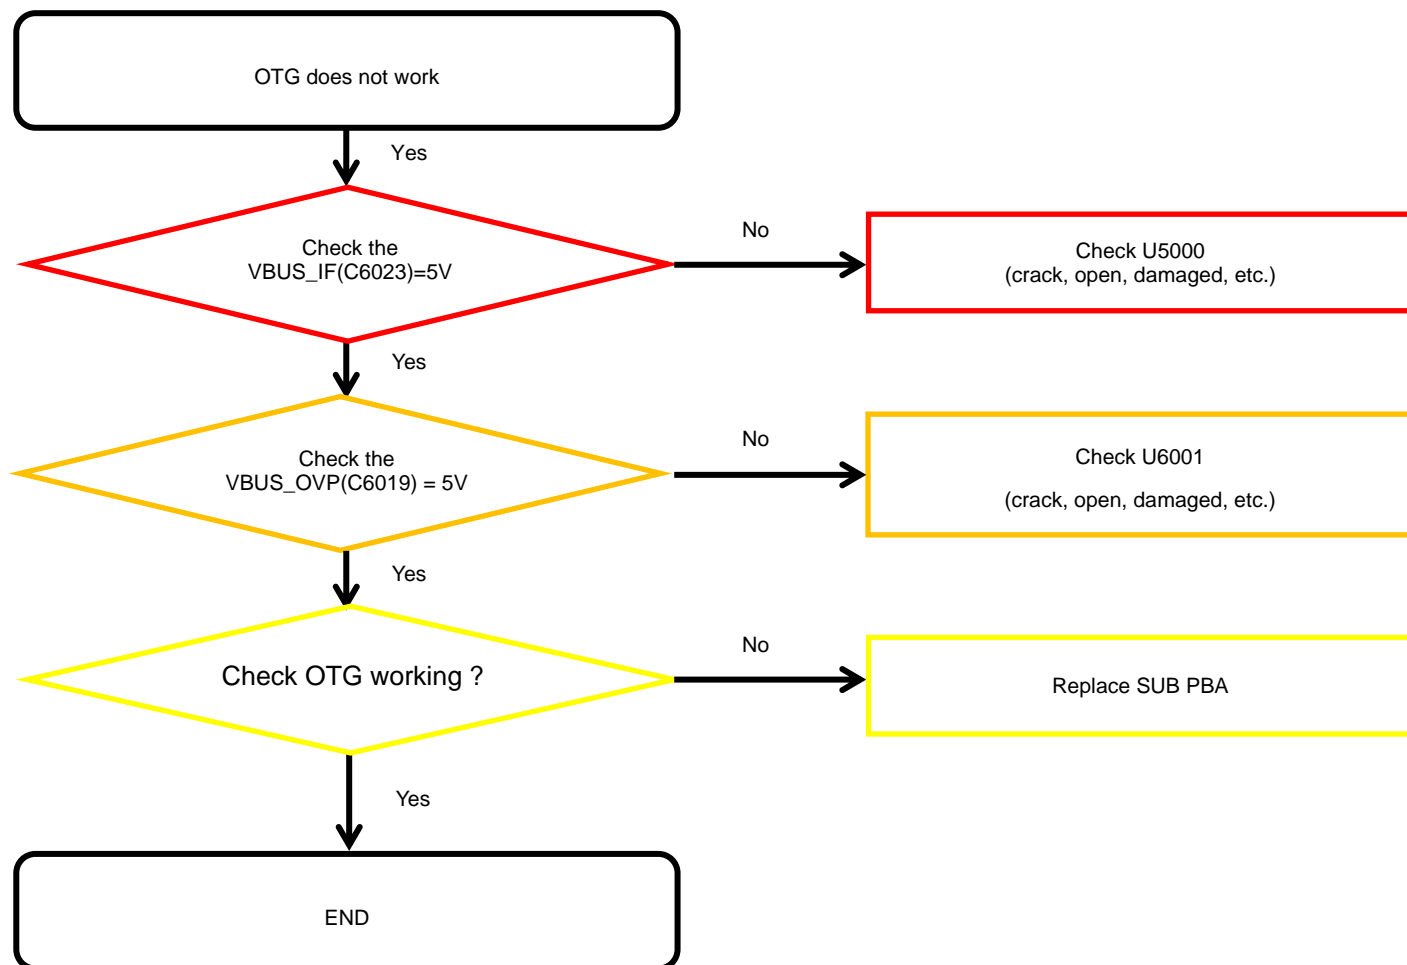 OTG does not work
Yes
Check the
VBUS_IF(C6023)=5V
No
Check U5000
(crack, open, damaged, etc.)
Yes
Check the
VBUS_OVP(C6019) = 5V
No
Check U6001
(crack, open, damaged, etc.)
Yes
Check OTG working ?
No
Replace SUB PBA
Yes
END